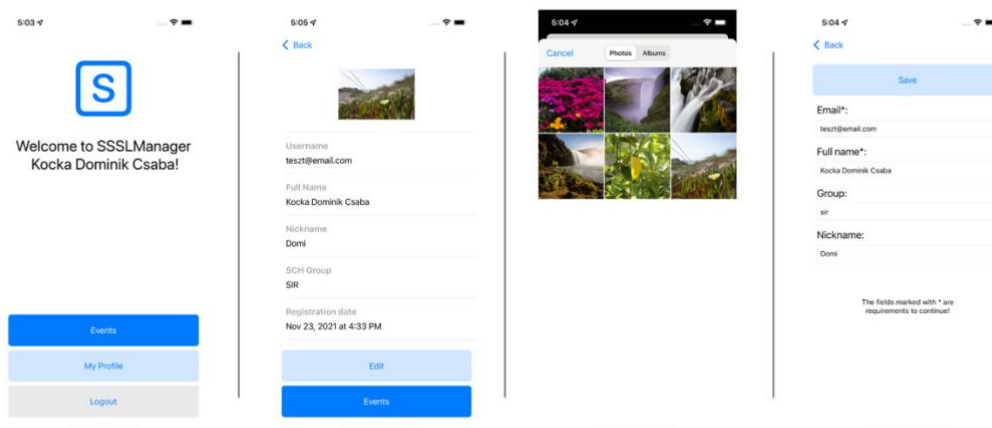 5:03
S
Welcome to SSSLManager
Kocka Dominik Csaba!
Events
My Profile
Logout
5:05
Back
Username
teszt@email.com
Full Name
Kocka Dominik Csaba
Nickname
Domi
SCH Group
SIR
Registration date
Nov 23, 2021 at 4:33 PM
Edit
Events
5:04
Cancel
Photos
Albums
5:04
Back
Save
Email*:
teszt@email.com
Full name*:
Kocka Dominik Csaba
Group:
sir
Nickname:
Domi
The fields marked with * are
requirements to continue!